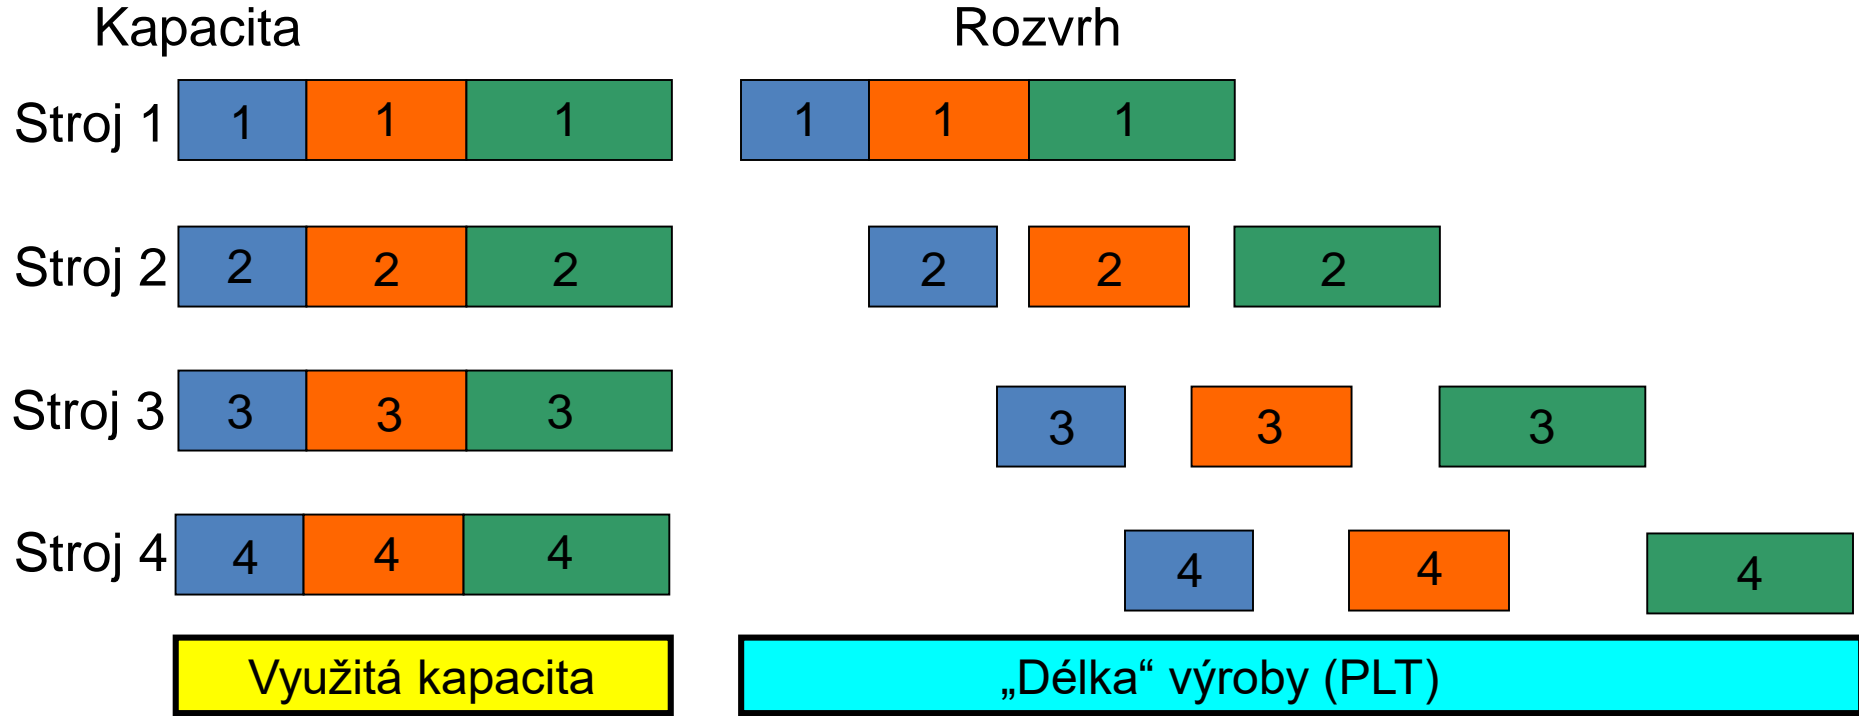 Kapacita Rozvrh
Stroj 1 1 1 1 1 1 1
Stroj 2 2 2 2 2 2 2
Stroj 3 3 3 3 3 3 3
Stroj 4 4 4 4 4 4 4
Využitá kapacita „Délka“ výroby (PLT)